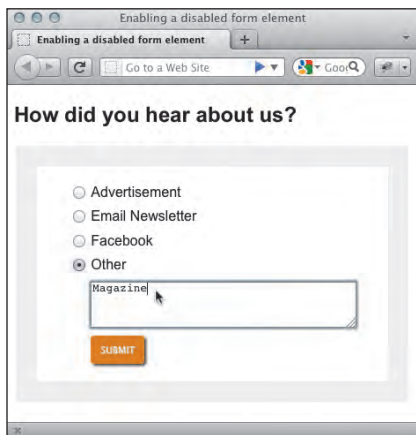 Enabling a disabled form element
Enabling a disabled form element
Go to a Web Site
How did you hear about us?
Advertisement
Email Newsletter
Facebook
Other
Magazine
SUBMIT